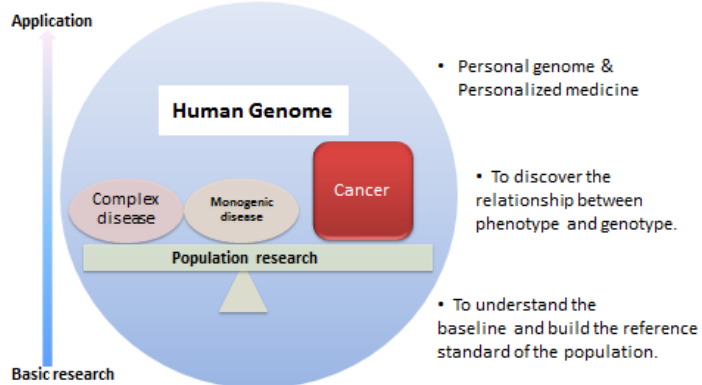 Application
• Personal genome &
Personalized medicine
Human Genome
Complex
disease
Monogenic
disease
Cancer
• To discover the
relationship between
phenotype and genotype.
Population research
• To understand the
baseline and build the reference
standard of the population.
Basic research